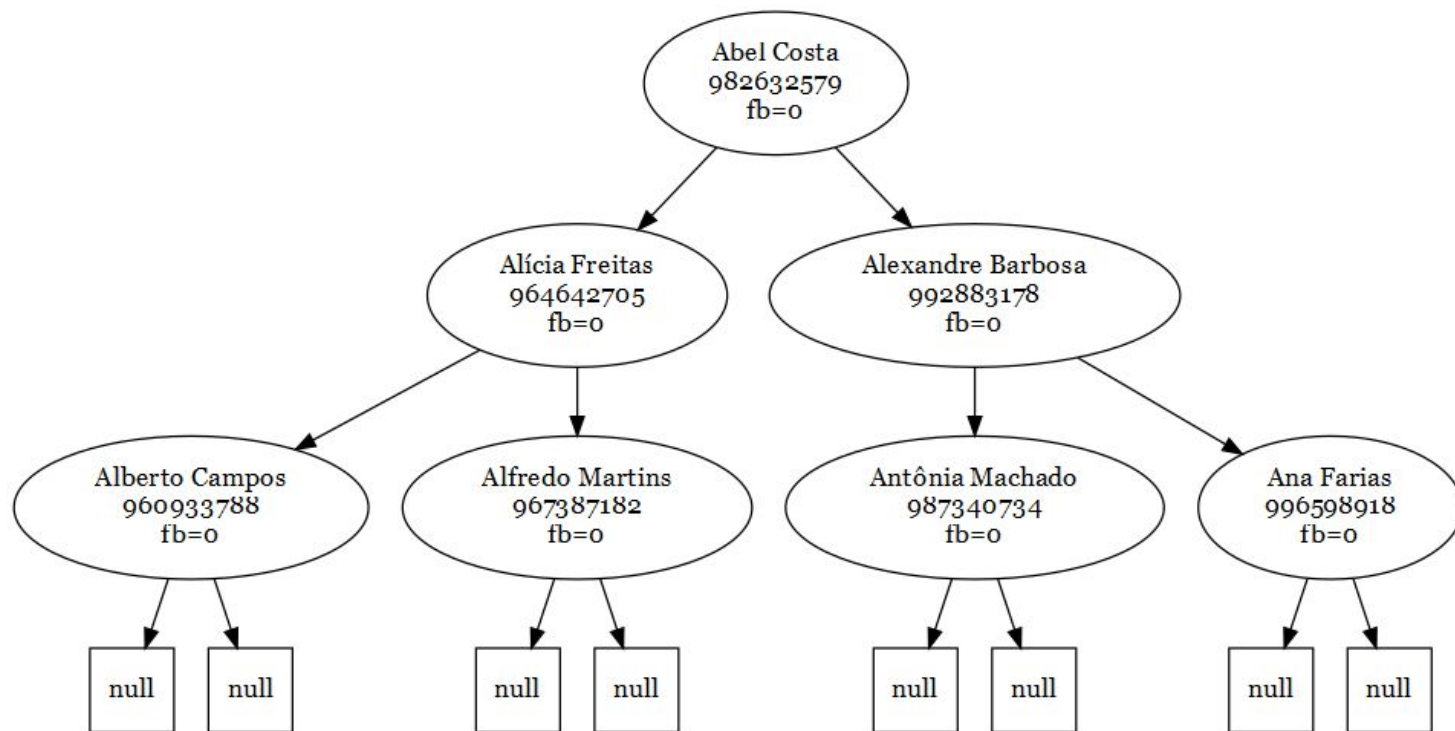 Abel Costa
982632579
fb=0
Alícia Freitas
964642705
fb=0
Alexandre Barbosa
992883178
fb=0
Alberto Campos
960933788
fb=0
Alfredo Martins
967387182
fb=0
Antônia Machado
987340734
fb=0
Ana Farias
996598918
fb=0
null
null
null
null
null
null
null
null